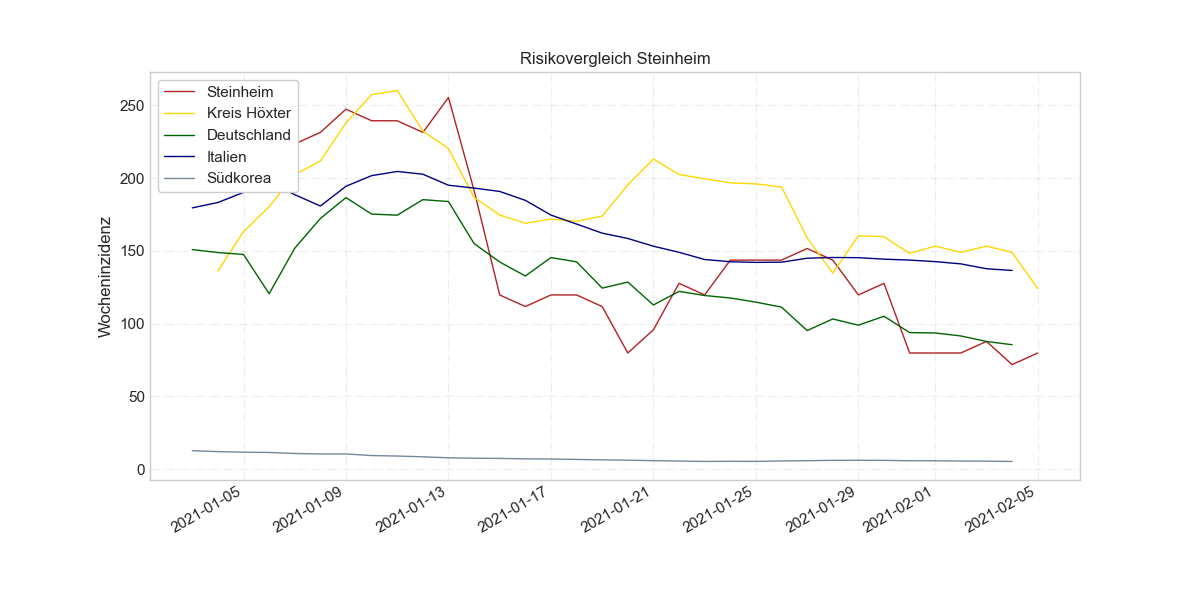 Risikovergleich Steinheim
Steinheim
Kreis Höxter
Deutschland
Italien
Südkorea
Wocheninzidenz
250
200
150
100
50
0
2021-01-05
2021-01-09
2021-01-13
2021-01-17
2021-01-21
2021-01-25
2021-01-29
2021-02-01
2021-02-05